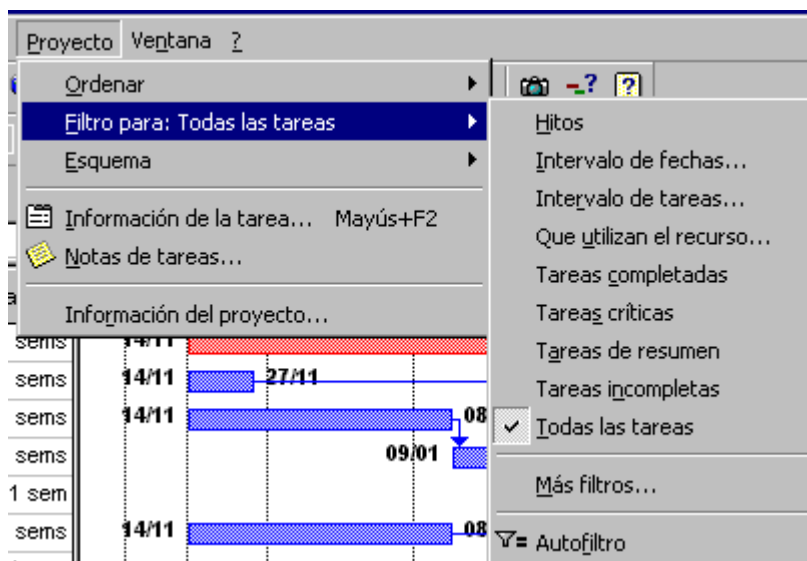 Proyecto Ventana ?
Ordenar
Filtro para: Todas las tareas
Esquema
Información de la tarea... Mayús+F2
Notas de tareas...
Información del proyecto...
Hitos
Intervalo de fechas...
Intervalo de tareas...
Que utilizan el recurso...
Tareas completadas
Tareas críticas
Tareas de resumen
Tareas incompletas
Todas las tareas
Más filtros...
Autofiltro
sems 14/11
sems 14/11 27/11
sems 14/11 08
sems 09/01
1 sem
sems 14/11 08